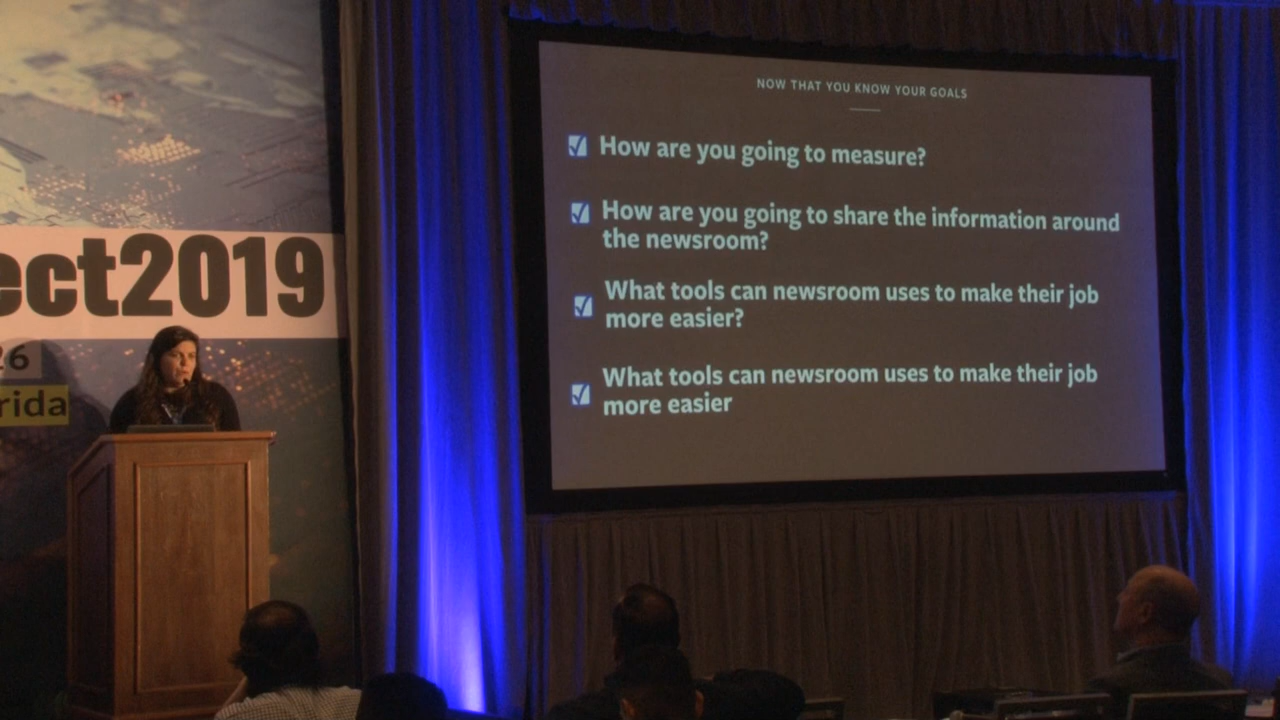 ect2019
26
rida
NOW THAT YOU KNOW YOUR GOALS
How are you going to measure?
How are you going to share the information around
the newsroom?
What tools can newsroom uses to make their job
more easier?
What tools can newsroom uses to make their job
more easier